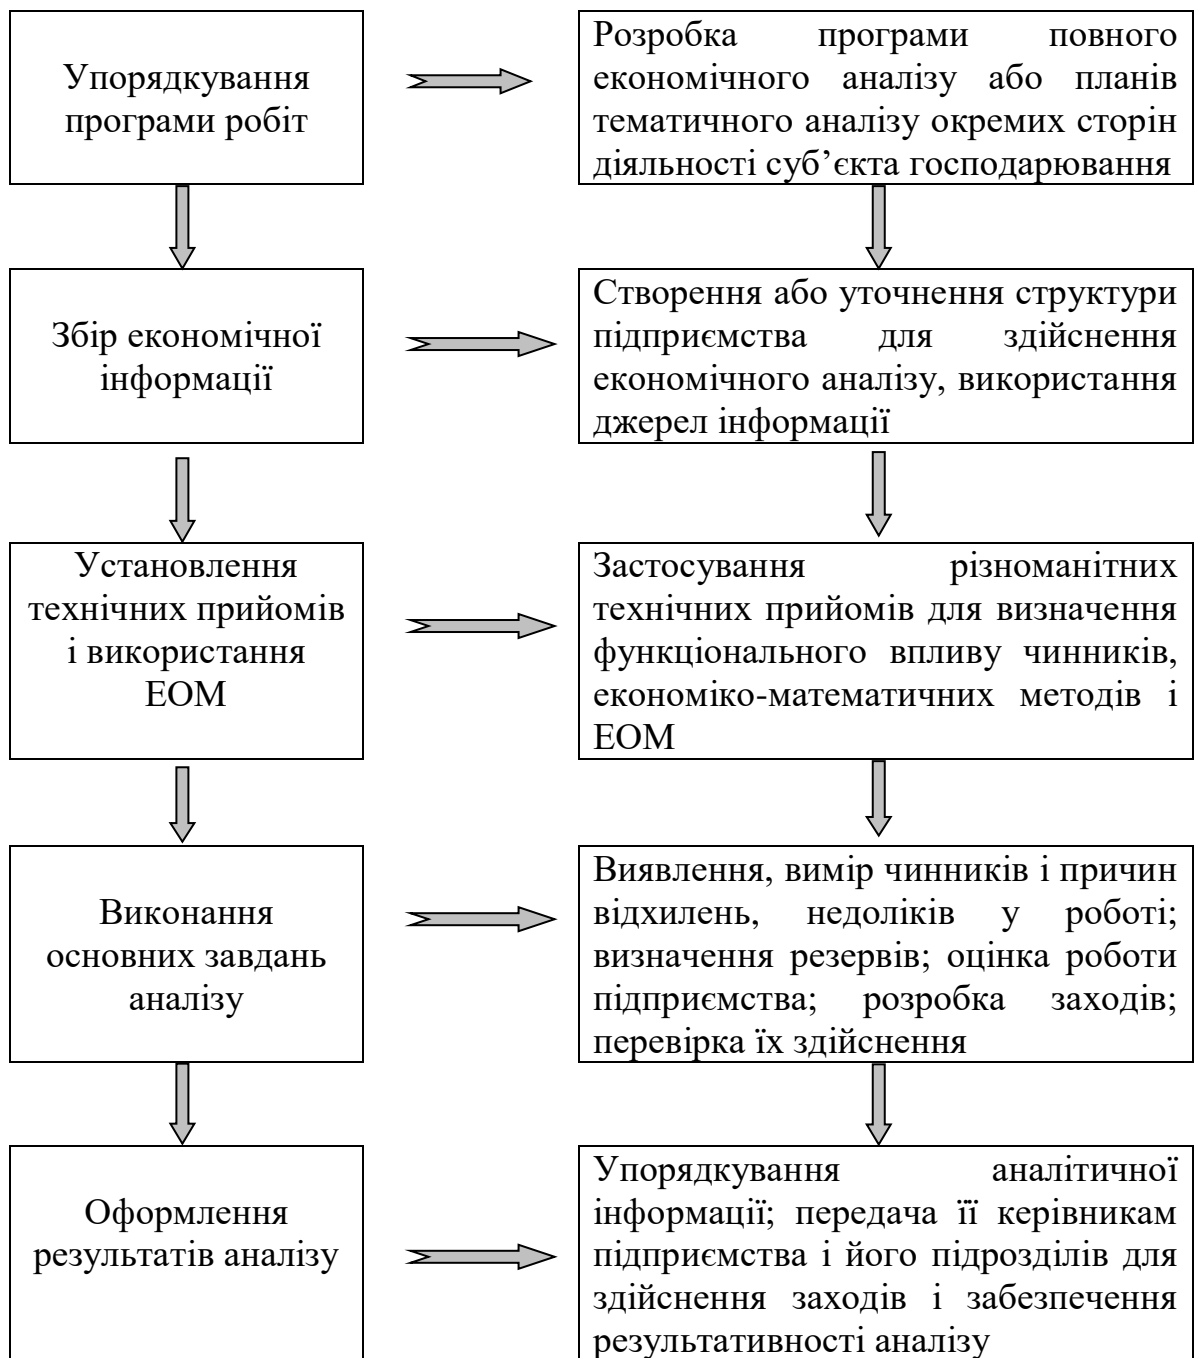 Упорядкування
програми робіт
Розробка програми повного
економічного аналізу або планів
тематичного аналізу окремих сторін
діяльності суб’єкта господарювання
Збір економічної
інформації
Створення або уточнення структури
підприємства для здійснення
економічного аналізу, використання
джерел інформації
Установлення
технічних прийомів
і використання
ЕОМ
Застосування різноманітних
технічних прийомів для визначення
функціонального впливу чинників,
економіко-математичних методів і
ЕОМ
Виконання
основних завдань
аналізу
Виявлення, вимір чинників і причин
відхилень, недоліків у роботі;
визначення резервів; оцінка роботи
підприємства; розробка заходів;
перевірка їх здійснення
Оформлення
результатів аналізу
Упорядкування аналітичної
інформації; передача її керівникам
підприємства і його підрозділів для
здійснення заходів і забезпечення
результативності аналізу